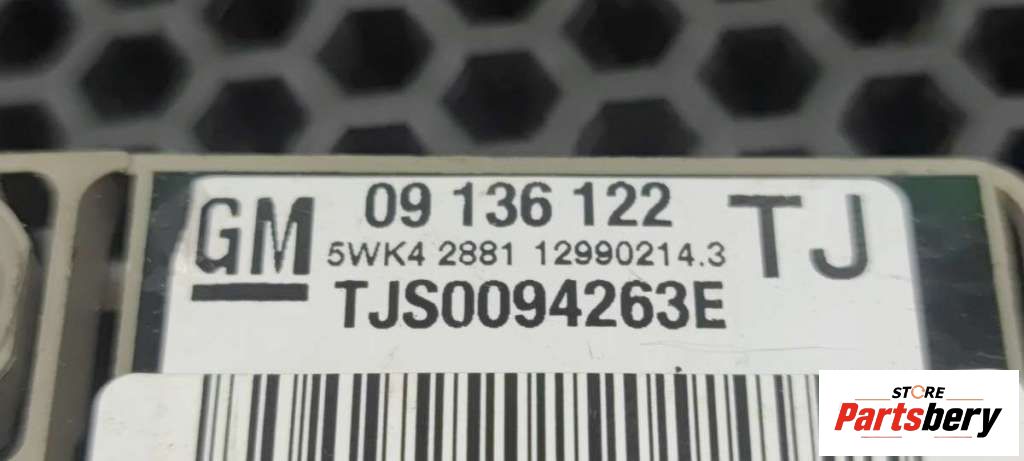 GM
09 136 122
5WK4 2881 12990214.3
TJS0094263E
TJ
STORE
Partsbery